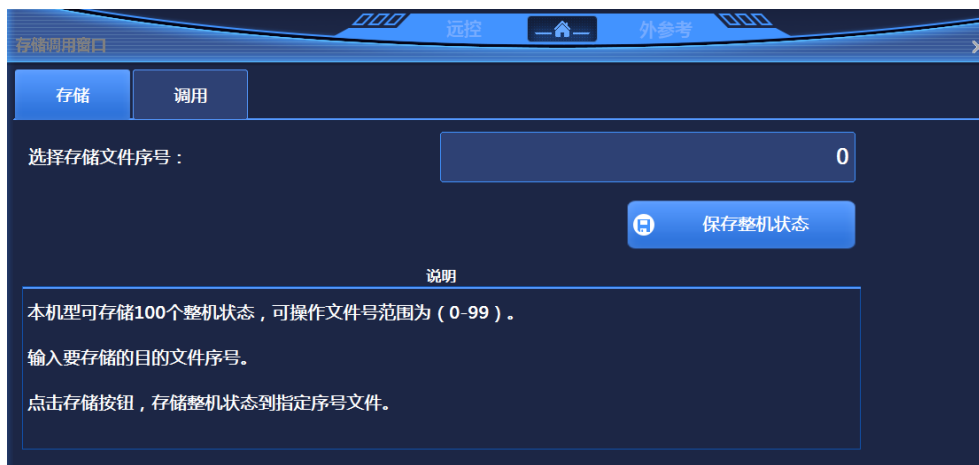 远控
外参考
存储调用窗口
存储
调用
选择存储文件序号：
0
保存整机状态
说明
本机型可存储100个整机状态，可操作文件号范围为（0-99）。
输入要存储的目的文件序号。
点击存储按钮，存储整机状态到指定序号文件。